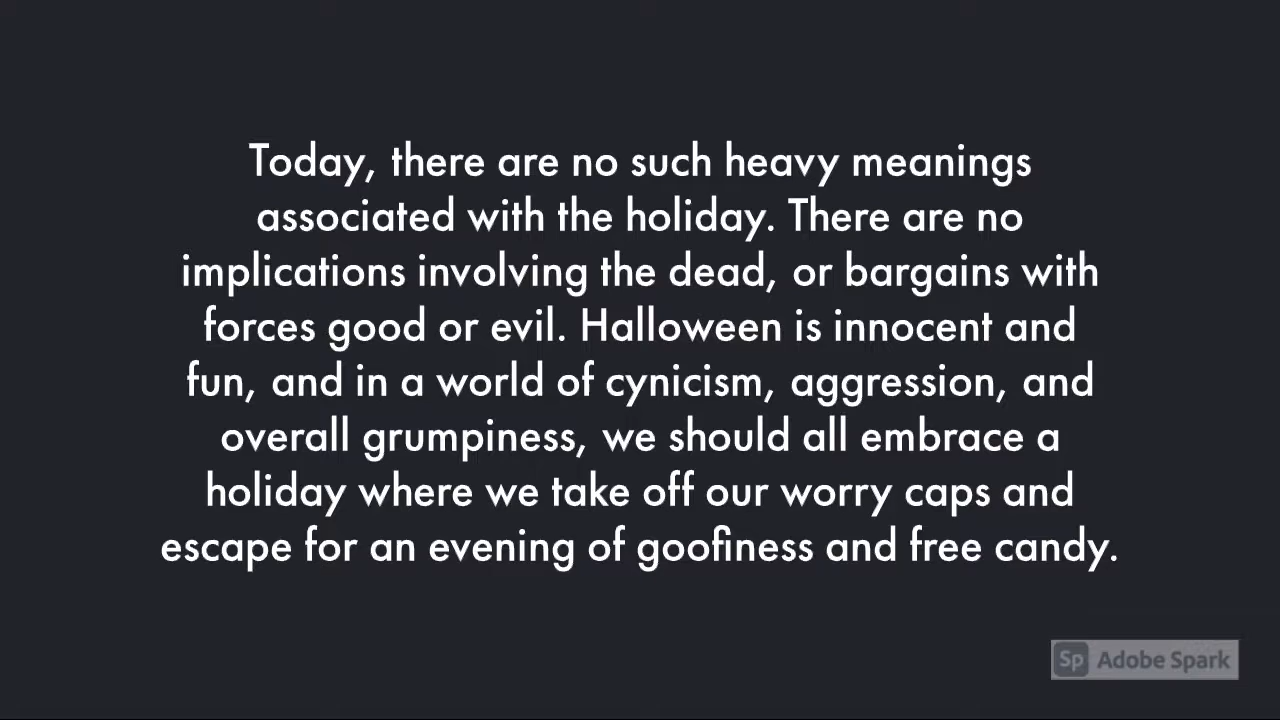 Today, there are no such heavy meanings
associated with the holiday. There are no
implications involving the dead, or bargains with
forces good or evil. Halloween is innocent and
fun, and in a world of cynicism, aggression, and
overall grumpiness, we should all embrace a
holiday where we take off our worry caps and
escape for an evening of goofiness and free candy.
Sp Adobe Spark